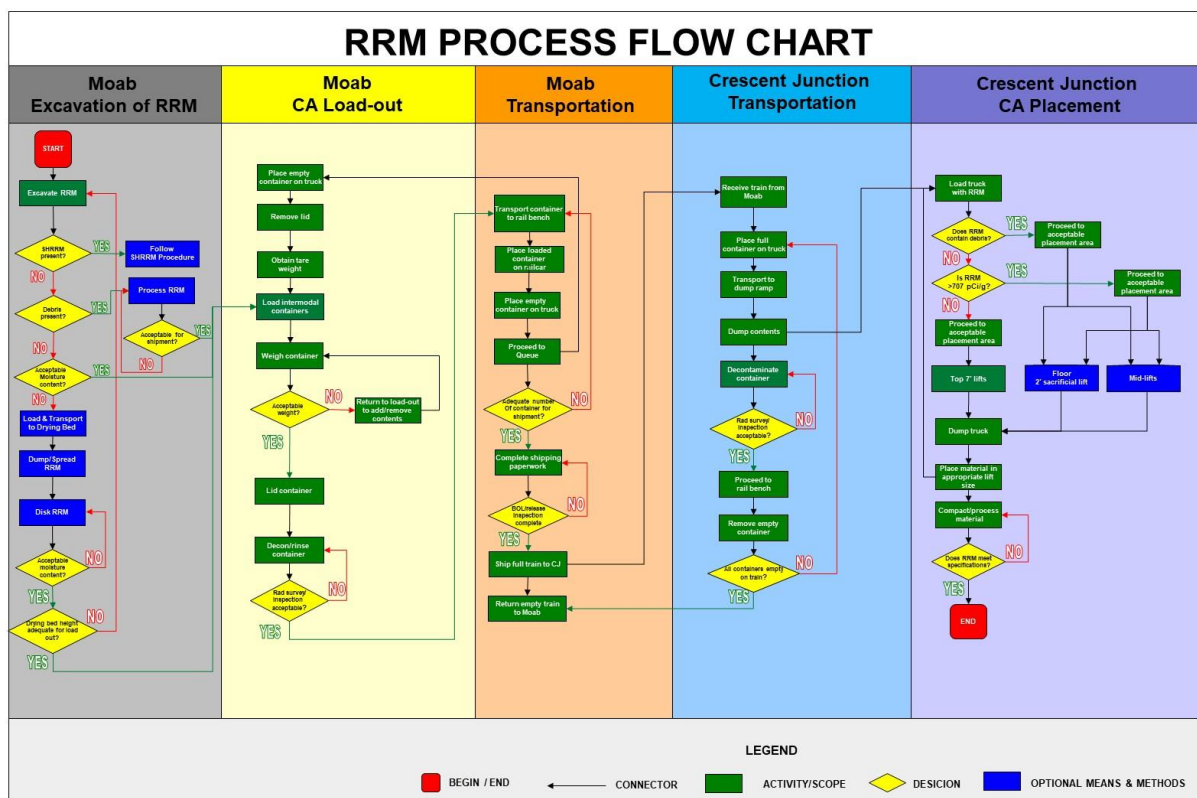 RRM PROCESS FLOW CHART
Moab
Excavation of RRM
Moab
CA Load-out
Moab
Transportation
Crescent Junction
Transportation
Crescent Junction
CA Placement
START
Excavate RRM
SHRRM
present?
YES
Follow
SHRRM Procedure
NO
Debris
present?
YES
Process RRM
Acceptable for
shipment?
YES
NO
NO
Acceptable
Moisture
content?
YES
NO
Load & Transport
to Drying Bed
Dump/Spread
RRM
Disk RRM
Acceptable
moisture
content?
NO
YES
Drying bed height
adequate for load
out?
NO
YES
Place empty
container on truck
Remove lid
Obtain tare
weight
Load intermodal
containers
Weigh container
Acceptable
weight?
NO
Return to load-out
to add/remove
contents
YES
Lid container
Decon/rinse
container
Rad survey/
Inspection
acceptable?
NO
YES
Transport container
to rail bench
Place loaded
container
on railcar
Place empty
container on truck
Proceed to
Queue
Adequate number
Of container for
shipment?
NO
YES
Complete shipping
paperwork
BOL/release
Inspection
complete
NO
YES
Ship full train to CJ
Return empty train
to Moab
Receive train from
Moab
Place full
container on truck
Transport to
dump ramp
Dump contents
Decontaminate
container
Rad survey/
inspection
acceptable?
NO
YES
Proceed to
rail bench
Remove empty
container
All containers empty
on train?
NO
YES
Load truck
with RRM
Does RRM
contain debris?
YES
Proceed to
acceptable
placement area
NO
Is RRM
>707 pCi/g?
YES
Proceed to
acceptable
placement area
NO
Proceed to
acceptable
placement area
Top 7' lifts
Floor
2' sacrificial lift
Mid-lifts
Dump truck
Place material in
appropriate lift
size
Compact/process
material
Does RRM meet
specifications?
NO
YES
END
LEGEND
BEGIN / END
CONNECTOR
ACTIVITY/SCOPE
DESICION
OPTIONAL MEANS & METHODS